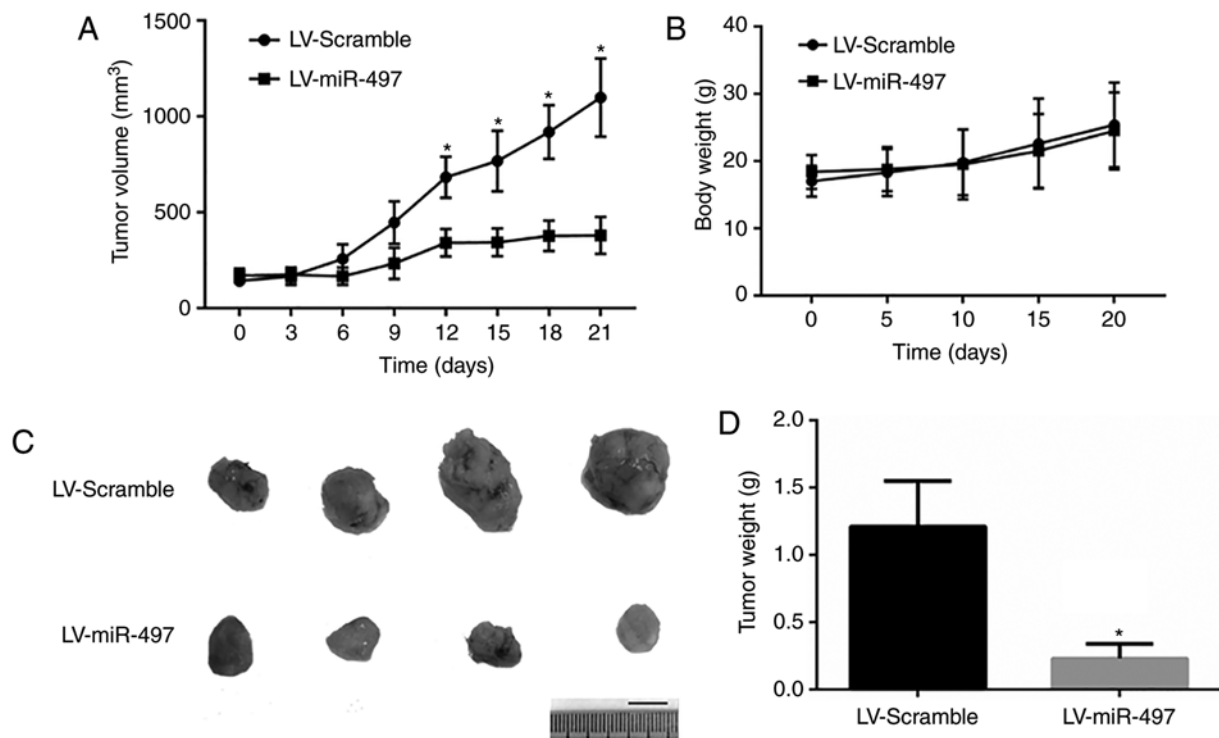 A
1500
1000
500
0
Tumor volume (mm³)
LV-Scramble
LV-miR-497
*
*
*
*
0 3 6 9 12 15 18 21
Time (days)
B
40
30
20
10
0
Body weight (g)
LV-Scramble
LV-miR-497
0 5 10 15 20
Time (days)
C
LV-Scramble
LV-miR-497
D
2.0
1.5
1.0
0.5
0.0
Tumor weight (g)
*
LV-Scramble LV-miR-497